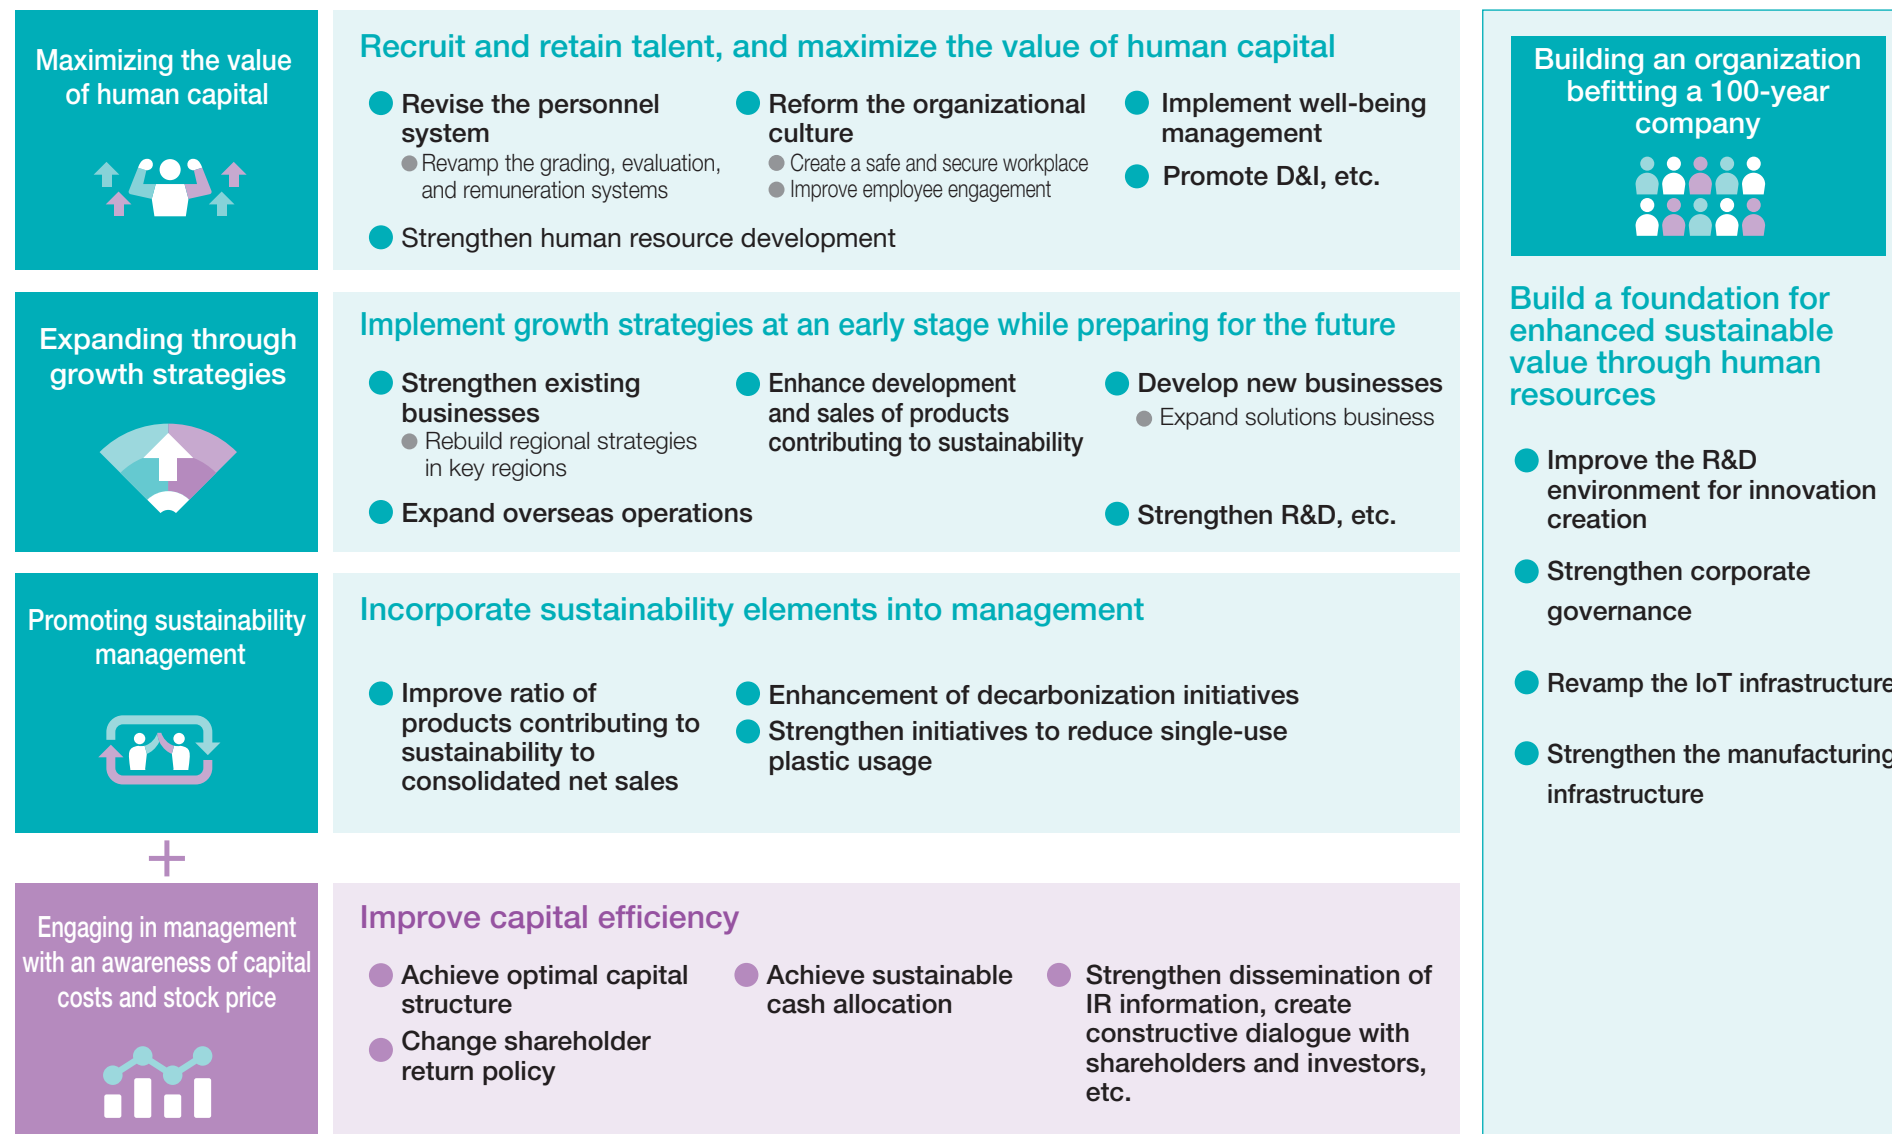 Maximizing the value
of human capital
Recruit and retain talent, and maximize the value of human capital
Revise the personnel
system
Revamp the grading, evaluation,
and remuneration systems
Reform the organizational
culture
Create a safe and secure workplace
Improve employee engagement
Implement well-being
management
Promote D&I, etc.
Strengthen human resource development
Expanding through
growth strategies
Implement growth strategies at an early stage while preparing for the future
Strengthen existing
businesses
Rebuild regional strategies
in key regions
Enhance development
and sales of products
contributing to sustainability
Develop new businesses
Expand solutions business
Expand overseas operations
Strengthen R&D, etc.
Promoting sustainability
management
Incorporate sustainability elements into management
Improve ratio of
products contributing to
sustainability to
consolidated net sales
Enhancement of decarbonization initiatives
Strengthen initiatives to reduce single-use
plastic usage
+
Engaging in management
with an awareness of capital
costs and stock price
Improve capital efficiency
Achieve optimal capital
structure
Change shareholder
return policy
Achieve sustainable
cash allocation
Strengthen dissemination of
IR information, create
constructive dialogue with
shareholders and investors,
etc.
Building an organization
befitting a 100-year
company
Build a foundation for
enhanced sustainable
value through human
resources
Improve the R&D
environment for innovation
creation
Strengthen corporate
governance
Revamp the IoT infrastructure
Strengthen the manufacturing
infrastructure